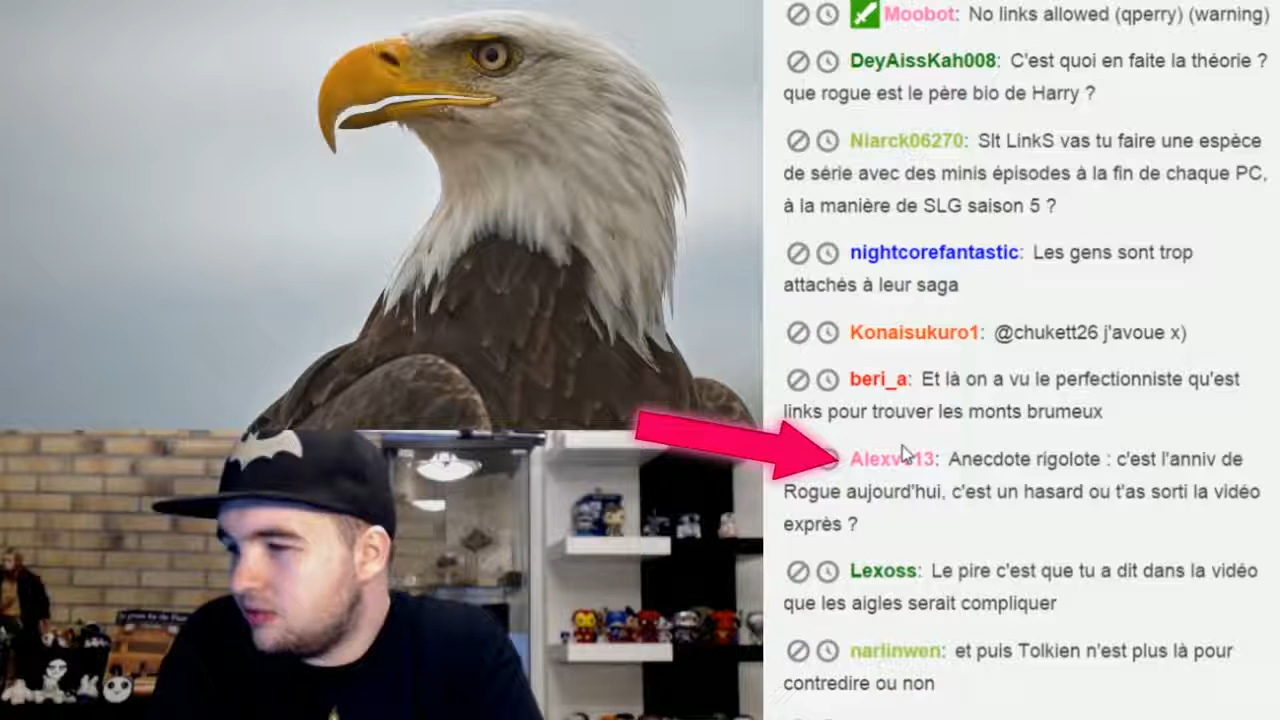 Moobot: No links allowed (qperry) (warning)
DeyAissKah008: C'est quoi en faite la théorie ?
que rogue est le père bio de Harry ?
Niarck06270: Slt LinkS vas tu faire une espèce
de série avec des minis épisodes à la fin de chaque PC,
à la manière de SLG saison 5 ?
nightcorefantastic: Les gens sont trop
attachés à leur saga
Konaisukuro1: @chukett26 j'avoue x)
beri_a: Et là on a vu le perfectionniste qu'est
links pour trouver les monts brumeux
Anecdote rigolote : c'est l'anniv de
Rogue aujourd'hui, c'est un hasard ou t'as sorti la vidéo
exprès ?
Lexoss: Le pire c'est que tu a dit dans la vidéo
que les aigles serait compliquer
narlinwen: et puis Tolkien n'est plus là pour
contredire ou non